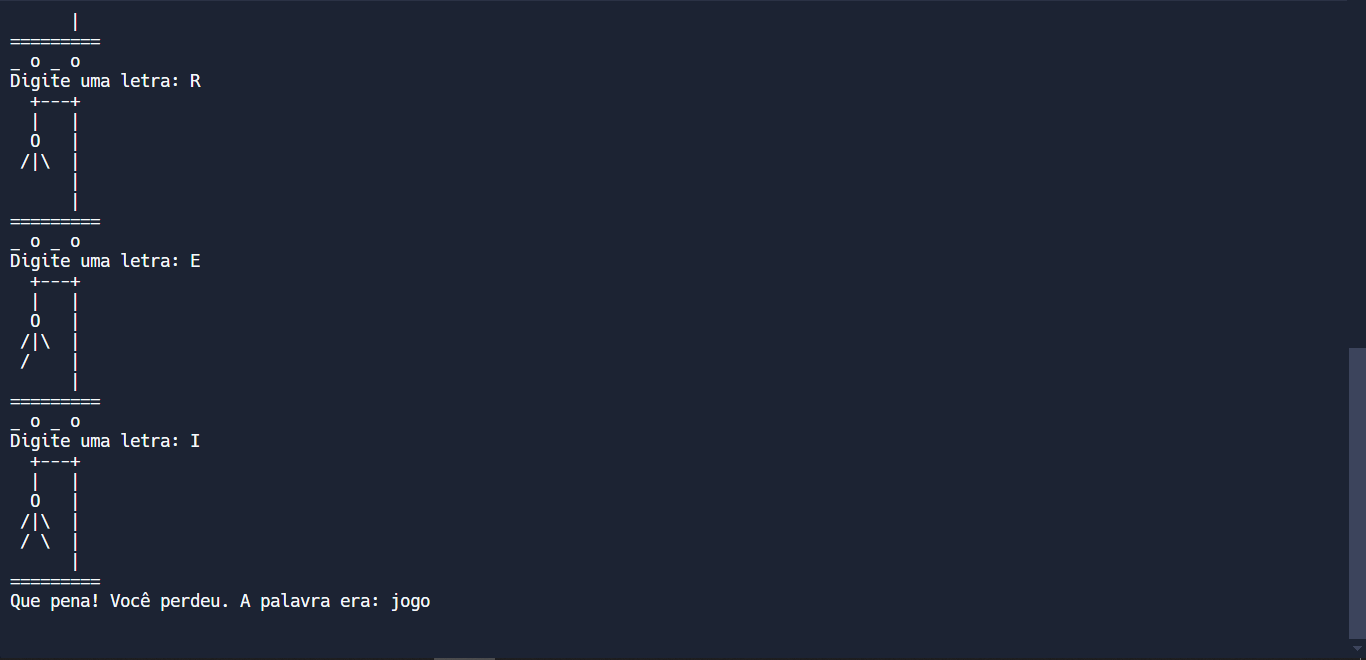 |
=========
_ o _ o
Digite uma letra: R
  +---+
  |   |
  O   |
 /|\  |
      |
      |
=========
_ o _ o
Digite uma letra: E
  +---+
  |   |
  O   |
 /|\  |
 /    |
      |
=========
_ o _ o
Digite uma letra: I
  +---+
  |   |
  O   |
 /|\  |
 / \  |
      |
=========
Que pena! Você perdeu. A palavra era: jogo